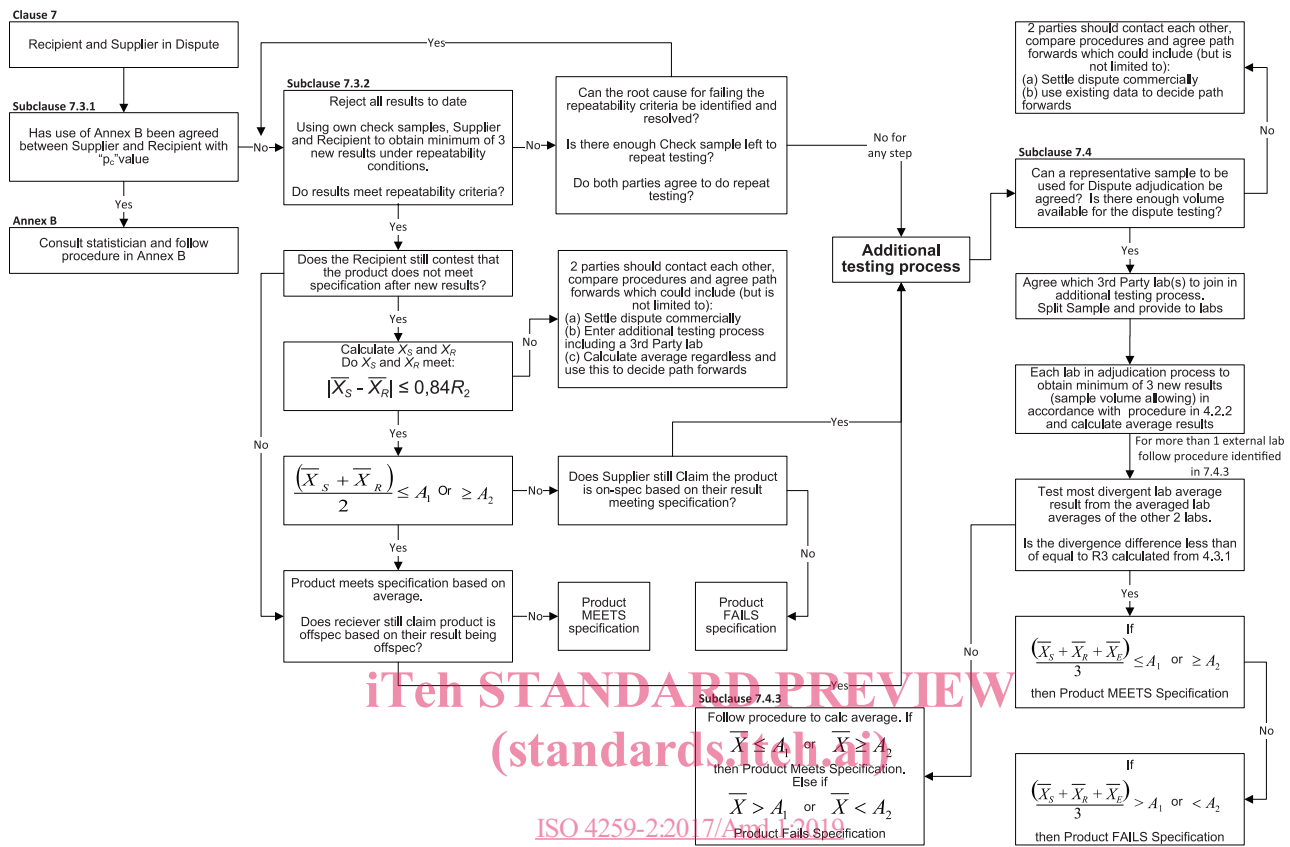 Clause 7
Recipient and Supplier in Dispute
Subclause 7.3.1
Has use of Annex B been agreed
between Supplier and Recipient with
“pc”value
No
Yes
Annex B
Consult statistician and follow
procedure in Annex B
Yes
Subclause 7.3.2
Reject all results to date
Using own check samples, Supplier
and Recipient to obtain minimum of 3
new results under repeatability
conditions.
Do results meet repeatability criteria?
No
Yes
Can the root cause for failing the
repeatability criteria be identified and
resolved?
Is there enough Check sample left to
repeat testing?
Do both parties agree to do repeat
testing?
No for
any step
Does the Recipient still contest that
the product does not meet
specification after new results?
Yes
No
Calculate XS and XR
Do XS and XR meet:
|X̅S - X̅R| ≤ 0,84R2
No
Yes
2 parties should contact each other,
compare procedures and agree path
forwards which could include (but is
not limited to):
(a) Settle dispute commercially
(b) Enter additional testing process
including a 3rd Party lab
(c) Calculate average regardless and
use this to decide path forwards
(X̅S + X̅R)/2 ≤ A1 Or ≥ A2
No
Yes
Does Supplier still Claim the product
is on-spec based on their result
meeting specification?
Yes
No
Product meets specification based on
average.
Does reciever still claim product is
offspec based on their result being
offspec?
No
Yes
Product
MEETS
specification
Product
FAILS
specification
Additional
testing process
2 parties should contact each other,
compare procedures and agree path
forwards which could include (but is
not limited to):
(a) Settle dispute commercially
(b) use existing data to decide path
forwards
No
Subclause 7.4
Can a representative sample to be
used for Dispute adjudication be
agreed? Is there enough volume
available for the dispute testing?
Yes
Agree which 3rd Party lab(s) to join in
additional testing process.
Split Sample and provide to labs
Each lab in adjudication process to
obtain minimum of 3 new results
(sample volume allowing) in
accordance with procedure in 4.2.2
and calculate average results
For more than 1 external lab
follow procedure identified
in 7.4.3
Test most divergent lab average
result from the averaged lab
averages of the other 2 labs.
Is the divergence difference less than
of equal to R3 calculated from 4.3.1
Yes
No
If
(X̅S + X̅R + X̅E)/3 ≤ A1 or ≥ A2
then Product MEETS Specification
No
If
(X̅S + X̅R + X̅E)/3 > A1 or < A2
then Product FAILS Specification
Subclause 7.4.3
Follow procedure to calc average. If
X̅ ≤ A1 or X̅ ≥ A2
then Product Meets Specification.
Else if
X̅ > A1 or X̅ < A2
Product Fails Specification
iTeh STANDARD PREVIEW
(standards.iteh.ai)
ISO 4259-2:2017/Amd 1:2019